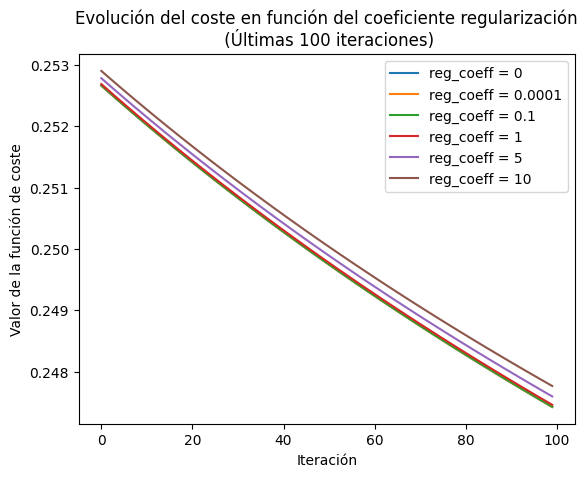 Evolución del coste en función del coeficiente regularización
(Últimas 100 iteraciones)
0.253
0.252
0.251
0.250
0.249
0.248
Valor de la función de coste
reg_coeff = 0
reg_coeff = 0.0001
reg_coeff = 0.1
reg_coeff = 1
reg_coeff = 5
reg_coeff = 10
0 20 40 60 80 100
Iteración